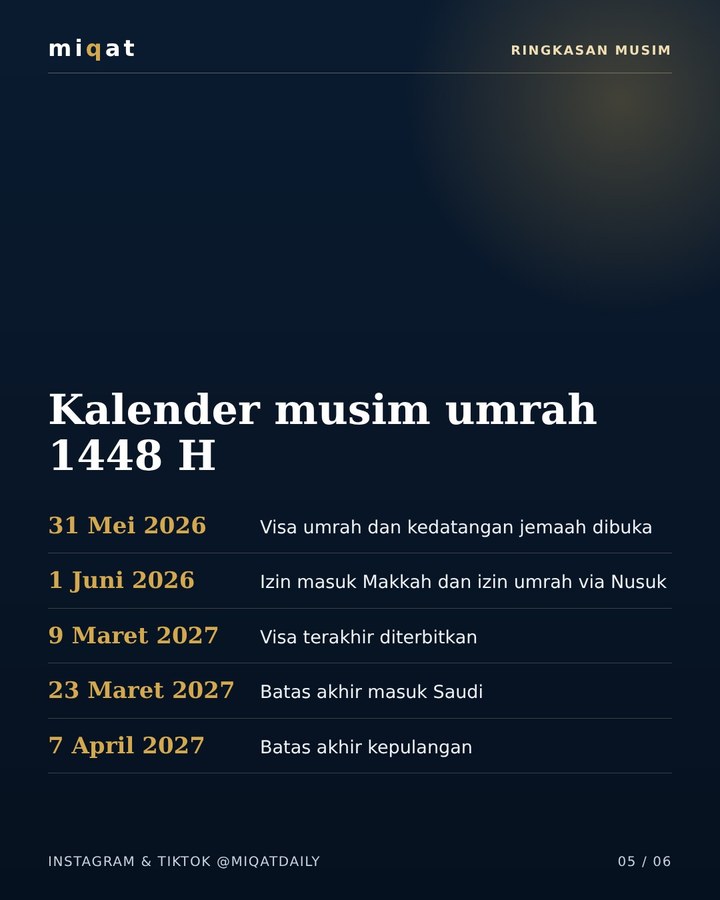 miqat
RINGKASAN MUSIM
Kalender musim umrah
1448 H
31 Mei 2026 Visa umrah dan kedatangan jemaah dibuka
1 Juni 2026 Izin masuk Makkah dan izin umrah via Nusuk
9 Maret 2027 Visa terakhir diterbitkan
23 Maret 2027 Batas akhir masuk Saudi
7 April 2027 Batas akhir kepulangan
INSTAGRAM & TIKTOK @MIQATDAILY
05 / 06